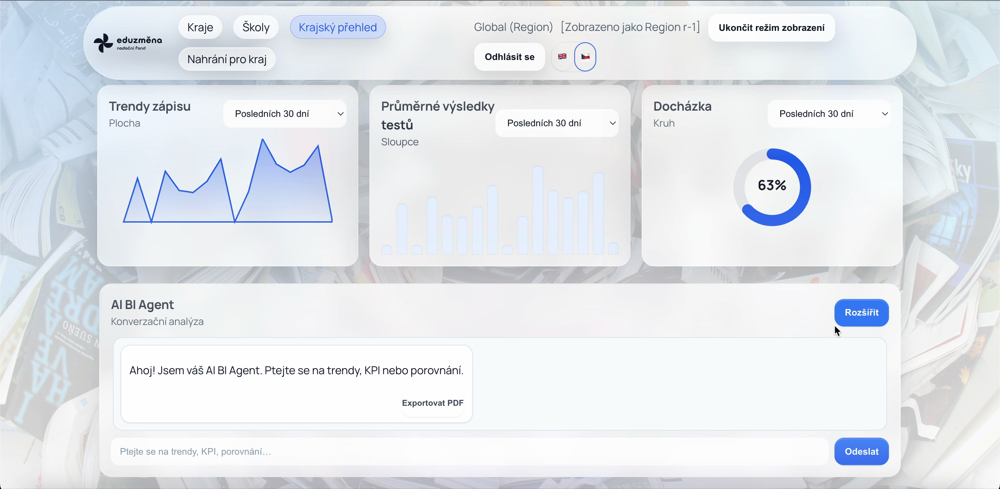 eduzměna
nadační fond
Kraje
Školy
Krajský přehled
Nahrání pro kraj
Global (Region)
[Zobrazeno jako Region r-1]
Ukončit režim zobrazení
Odhlásit se
Trendy zápisu
Plocha
Posledních 30 dní
Průměrné výsledky
testů
Sloupce
Posledních 30 dní
Docházka
Kruh
Posledních 30 dní
63%
AI BI Agent
Konverzační analýza
Rozšířit
Ahoj! Jsem váš AI BI Agent. Ptejte se na trendy, KPI nebo porovnání.
Exportovat PDF
Ptejte se na trendy, KPI, porovnání…
Odeslat